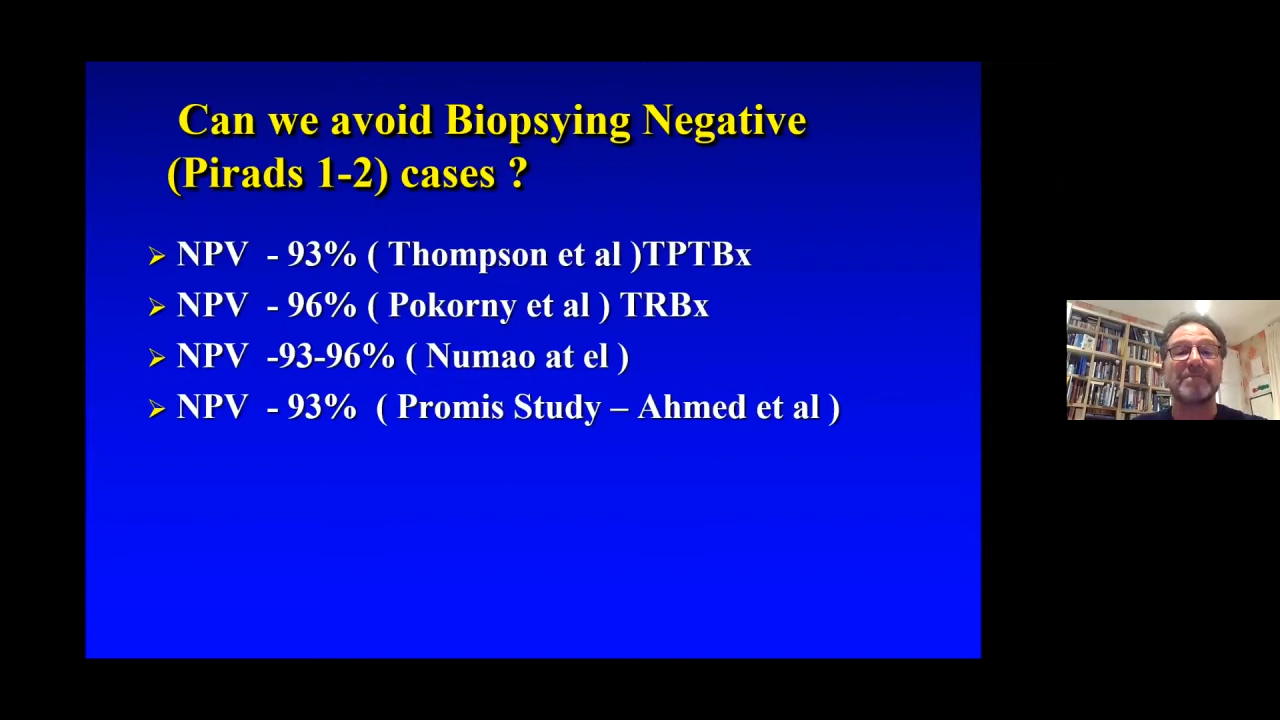 Can we avoid Biopsying Negative
(Pirads 1-2) cases ?
NPV - 93% ( Thompson et al )TPTBx
NPV - 96% ( Pokorny et al ) TRBx
NPV -93-96% ( Numao at el )
NPV - 93% ( Promis Study – Ahmed et al )